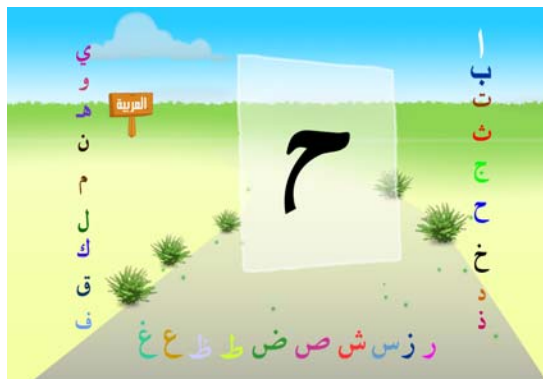 ا
ب
ت
ث
ج
ح
خ
د
ذ
ر ز س ش ص ض ط ظ ع غ
ف
ق
ك
ل
م
ن
هـ
و
ي
العربية
ح